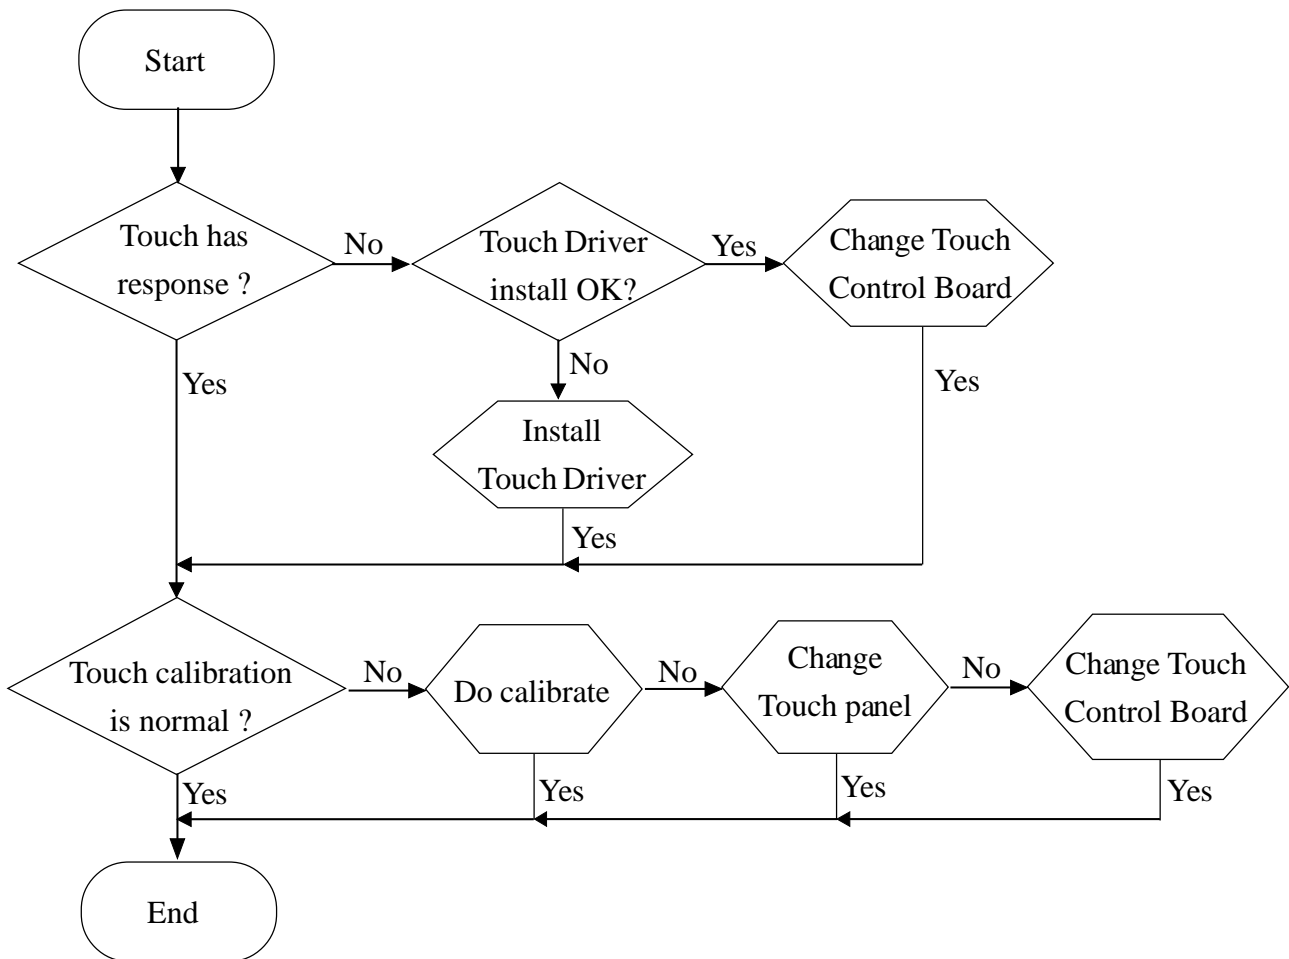 Start
Touch has
response ?
No
Touch Driver
install OK?
Yes
Change Touch
Control Board
Yes
No
Yes
Install
Touch Driver
Yes
Touch calibration
is normal ?
No
Do calibrate
No
Change
Touch panel
No
Change Touch
Control Board
Yes
Yes
Yes
Yes
End